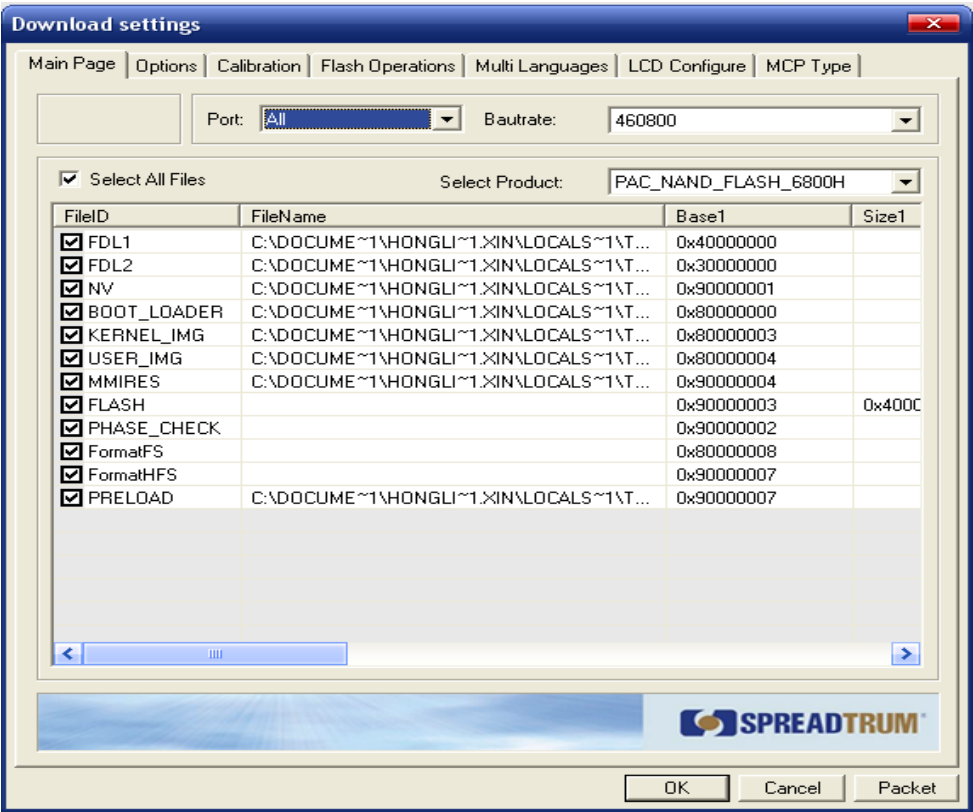 Download settings
Main Page Options Calibration Flash Operations Multi Languages LCD Configure MCP Type
Port: All Bautrate: 460800
Select All Files Select Product: PAC_NAND_FLASH_6800H
FileID FileName Base1 Size1
FDL1 C:\DOCUME~1\HONGLI~1.XIN\LOCALS~1\T... 0x40000000
FDL2 C:\DOCUME~1\HONGLI~1.XIN\LOCALS~1\T... 0x30000000
NV C:\DOCUME~1\HONGLI~1.XIN\LOCALS~1\T... 0x90000001
BOOT_LOADER C:\DOCUME~1\HONGLI~1.XIN\LOCALS~1\T... 0x80000000
KERNEL_IMG C:\DOCUME~1\HONGLI~1.XIN\LOCALS~1\T... 0x80000003
USER_IMG C:\DOCUME~1\HONGLI~1.XIN\LOCALS~1\T... 0x80000004
MMIRES C:\DOCUME~1\HONGLI~1.XIN\LOCALS~1\T... 0x90000004
FLASH 0x90000003 0x400C
PHASE_CHECK 0x90000002
FormatFS 0x80000008
FormatHFS 0x90000007
PRELOAD C:\DOCUME~1\HONGLI~1.XIN\LOCALS~1\T... 0x90000007
SPREADTRUM
OK Cancel Packet